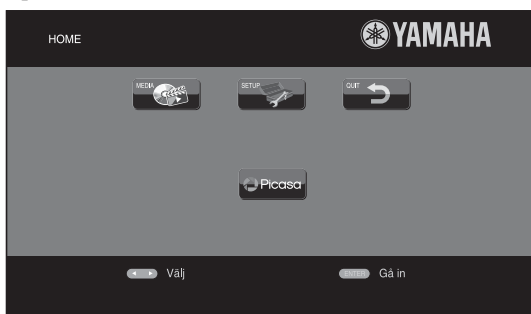 HOME
YAMAHA
MEDIA
SETUP
QUIT
Picasa
Välj
ENTER
Gå in